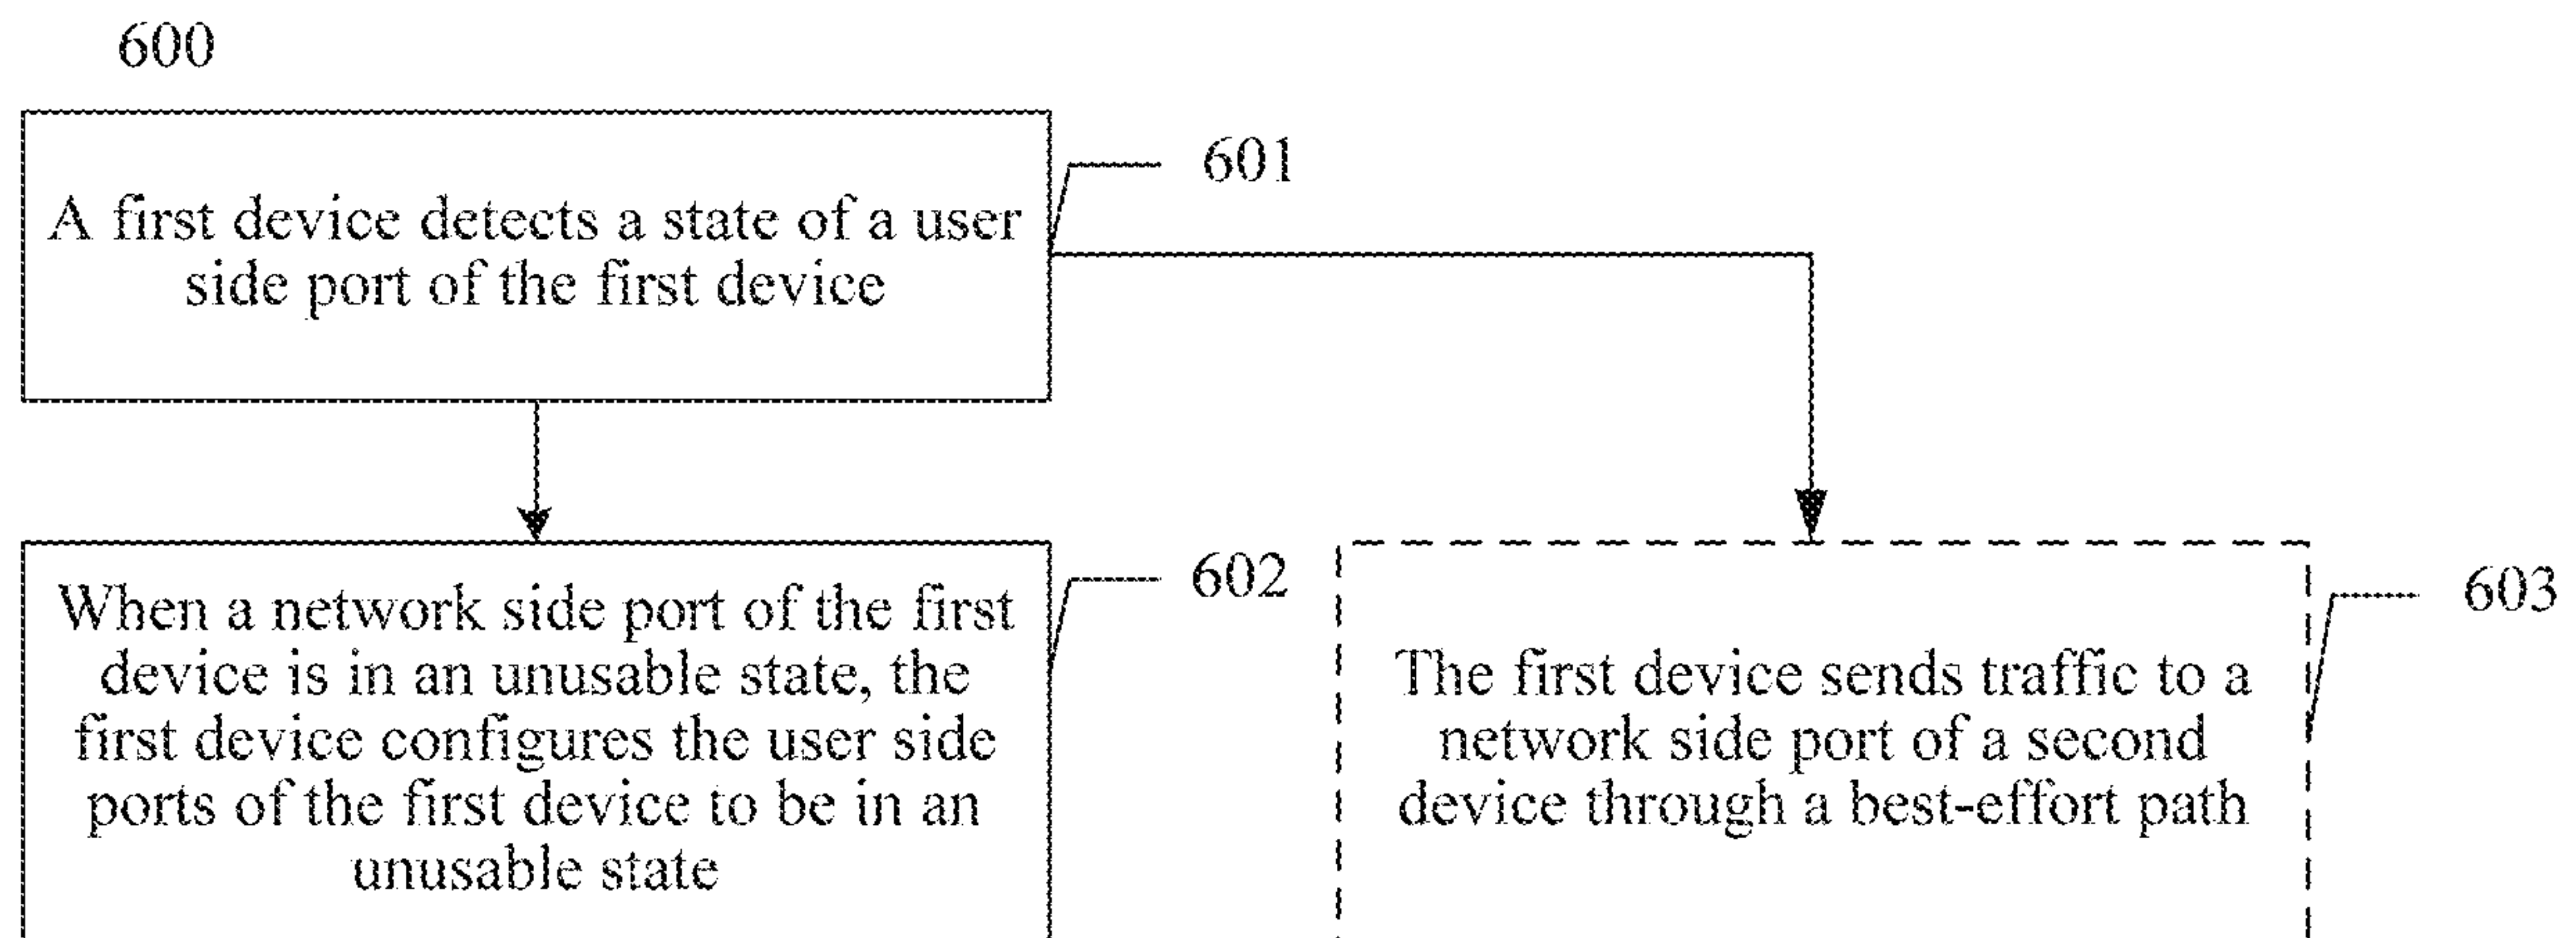 600
601
A first device detects a state of a user
side port of the first device
602
When a network side port of the first
device is in an unusable state, the
first device configures the user side
ports of the first device to be in an
unusable state
603
The first device sends traffic to a
network side port of a second
device through a best-effort path